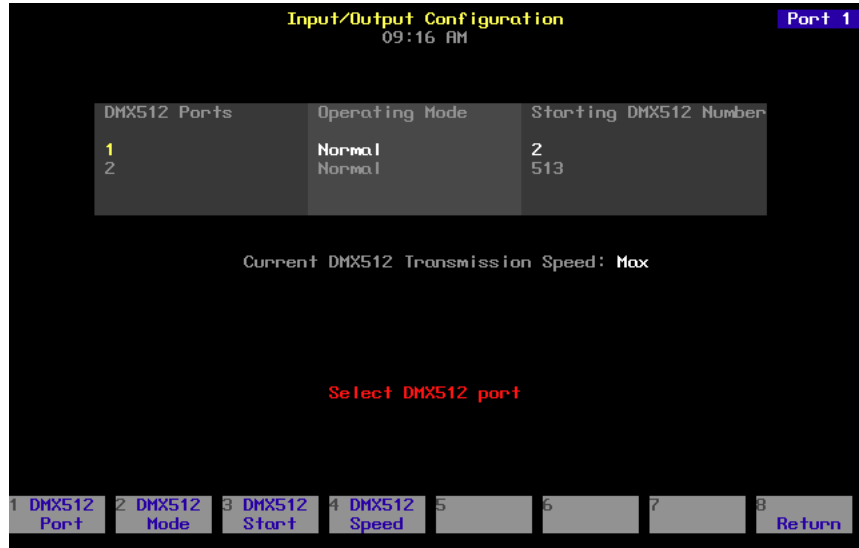 Input/Output Configuration
Port 1
09:16 AM
DMX512 Ports Operating Mode Starting DMX512 Number
1 Normal 2
2 Normal 513
Current DMX512 Transmission Speed: Max
Select DMX512 port
1 DMX512 2 DMX512 3 DMX512 4 DMX512 5 6 7 8
Port Mode Start Speed Return